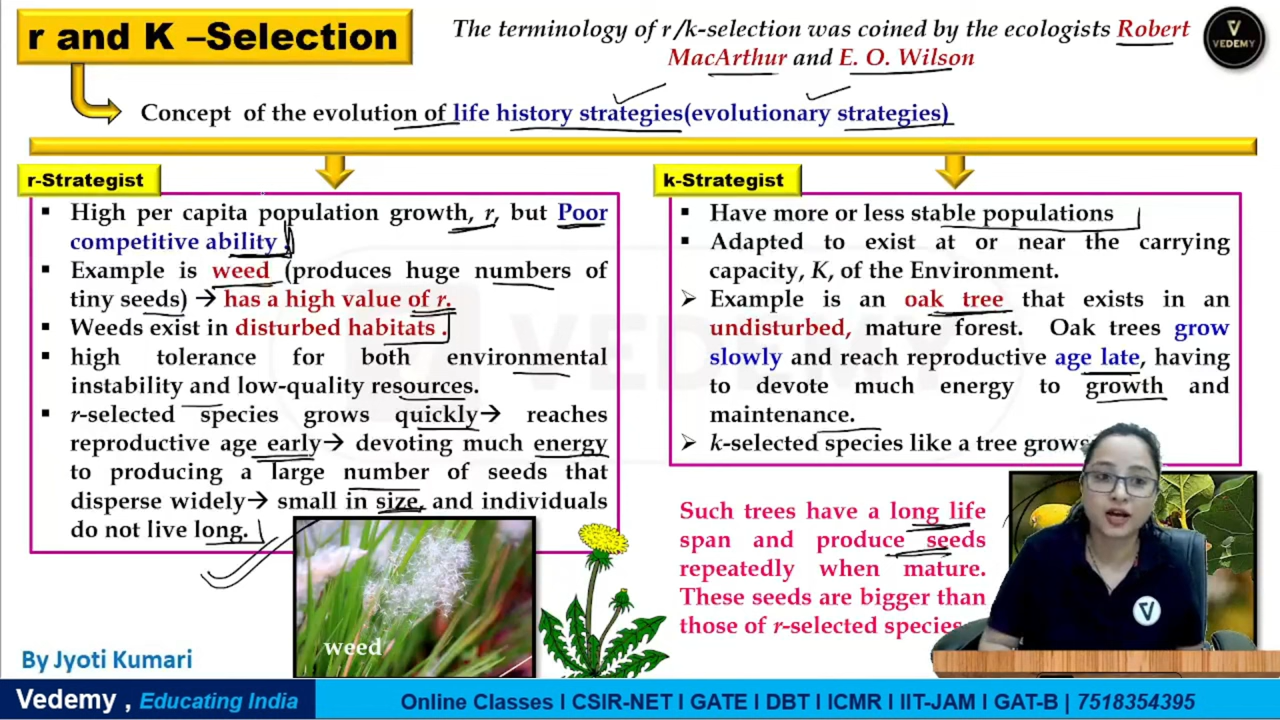 r and K –Selection
The terminology of r/k-selection was coined by the ecologists Robert
MacArthur and E. O. Wilson
VEDEMY
Concept of the evolution of life history strategies(evolutionary strategies)
r-Strategist
▪ High per capita population growth, r, but Poor
competitive ability .
▪ Example is weed (produces huge numbers of
tiny seeds) → has a high value of r.
▪ Weeds exist in disturbed habitats .
▪ high tolerance for both environmental
instability and low-quality resources.
▪ r-selected species grows quickly→ reaches
reproductive age early→ devoting much energy
to producing a large number of seeds that
disperse widely→ small in size, and individuals
do not live long.
weed
By Jyoti Kumari
k-Strategist
▪ Have more or less stable populations
▪ Adapted to exist at or near the carrying
capacity, K, of the Environment.
➢ Example is an oak tree that exists in an
undisturbed, mature forest. Oak trees grow
slowly and reach reproductive age late, having
to devote much energy to growth and
maintenance.
➢ k-selected species like a tree grows
Such trees have a long life
span and produce seeds
repeatedly when mature.
These seeds are bigger than
those of r-selected species
VEDEMY
Vedemy , Educating India
Online Classes I CSIR-NET I GATE I DBT I ICMR I IIT-JAM I GAT-B | 7518354395